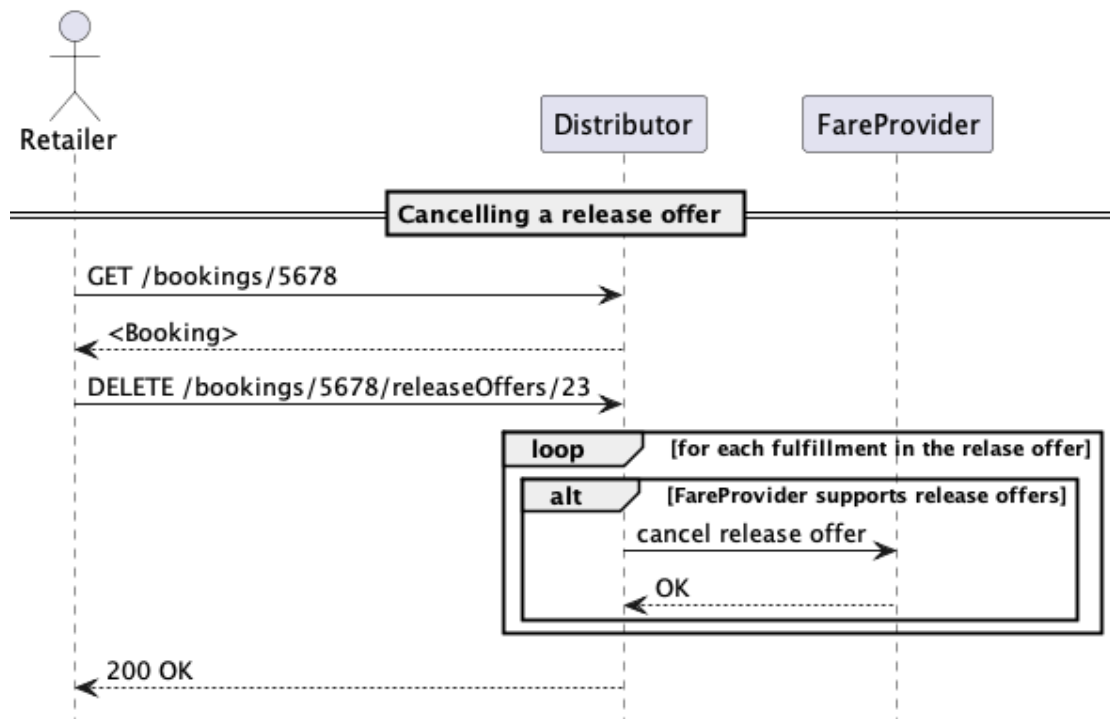 Retailer
Distributor
FareProvider
Cancelling a release offer
GET /bookings/5678
<Booking>
DELETE /bookings/5678/releaseOffers/23
loop [for each fulfillment in the relase offer]
alt [FareProvider supports release offers]
cancel release offer
OK
200 OK